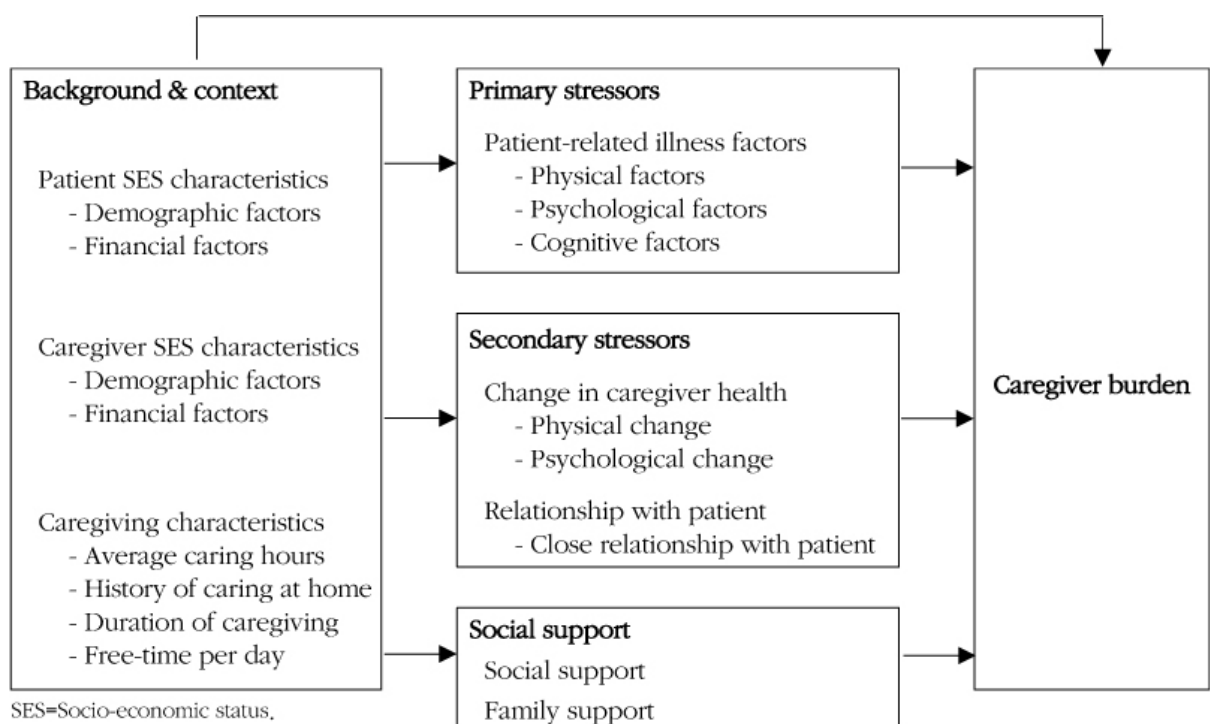 Background & context
Patient SES characteristics
- Demographic factors
- Financial factors
Caregiver SES characteristics
- Demographic factors
- Financial factors
Caregiving characteristics
- Average caring hours
- History of caring at home
- Duration of caregiving
- Free-time per day
SES=Socio-economic status.
Primary stressors
Patient-related illness factors
- Physical factors
- Psychological factors
- Cognitive factors
Secondary stressors
Change in caregiver health
- Physical change
- Psychological change
Relationship with patient
- Close relationship with patient
Social support
Social support
Family support
Caregiver burden